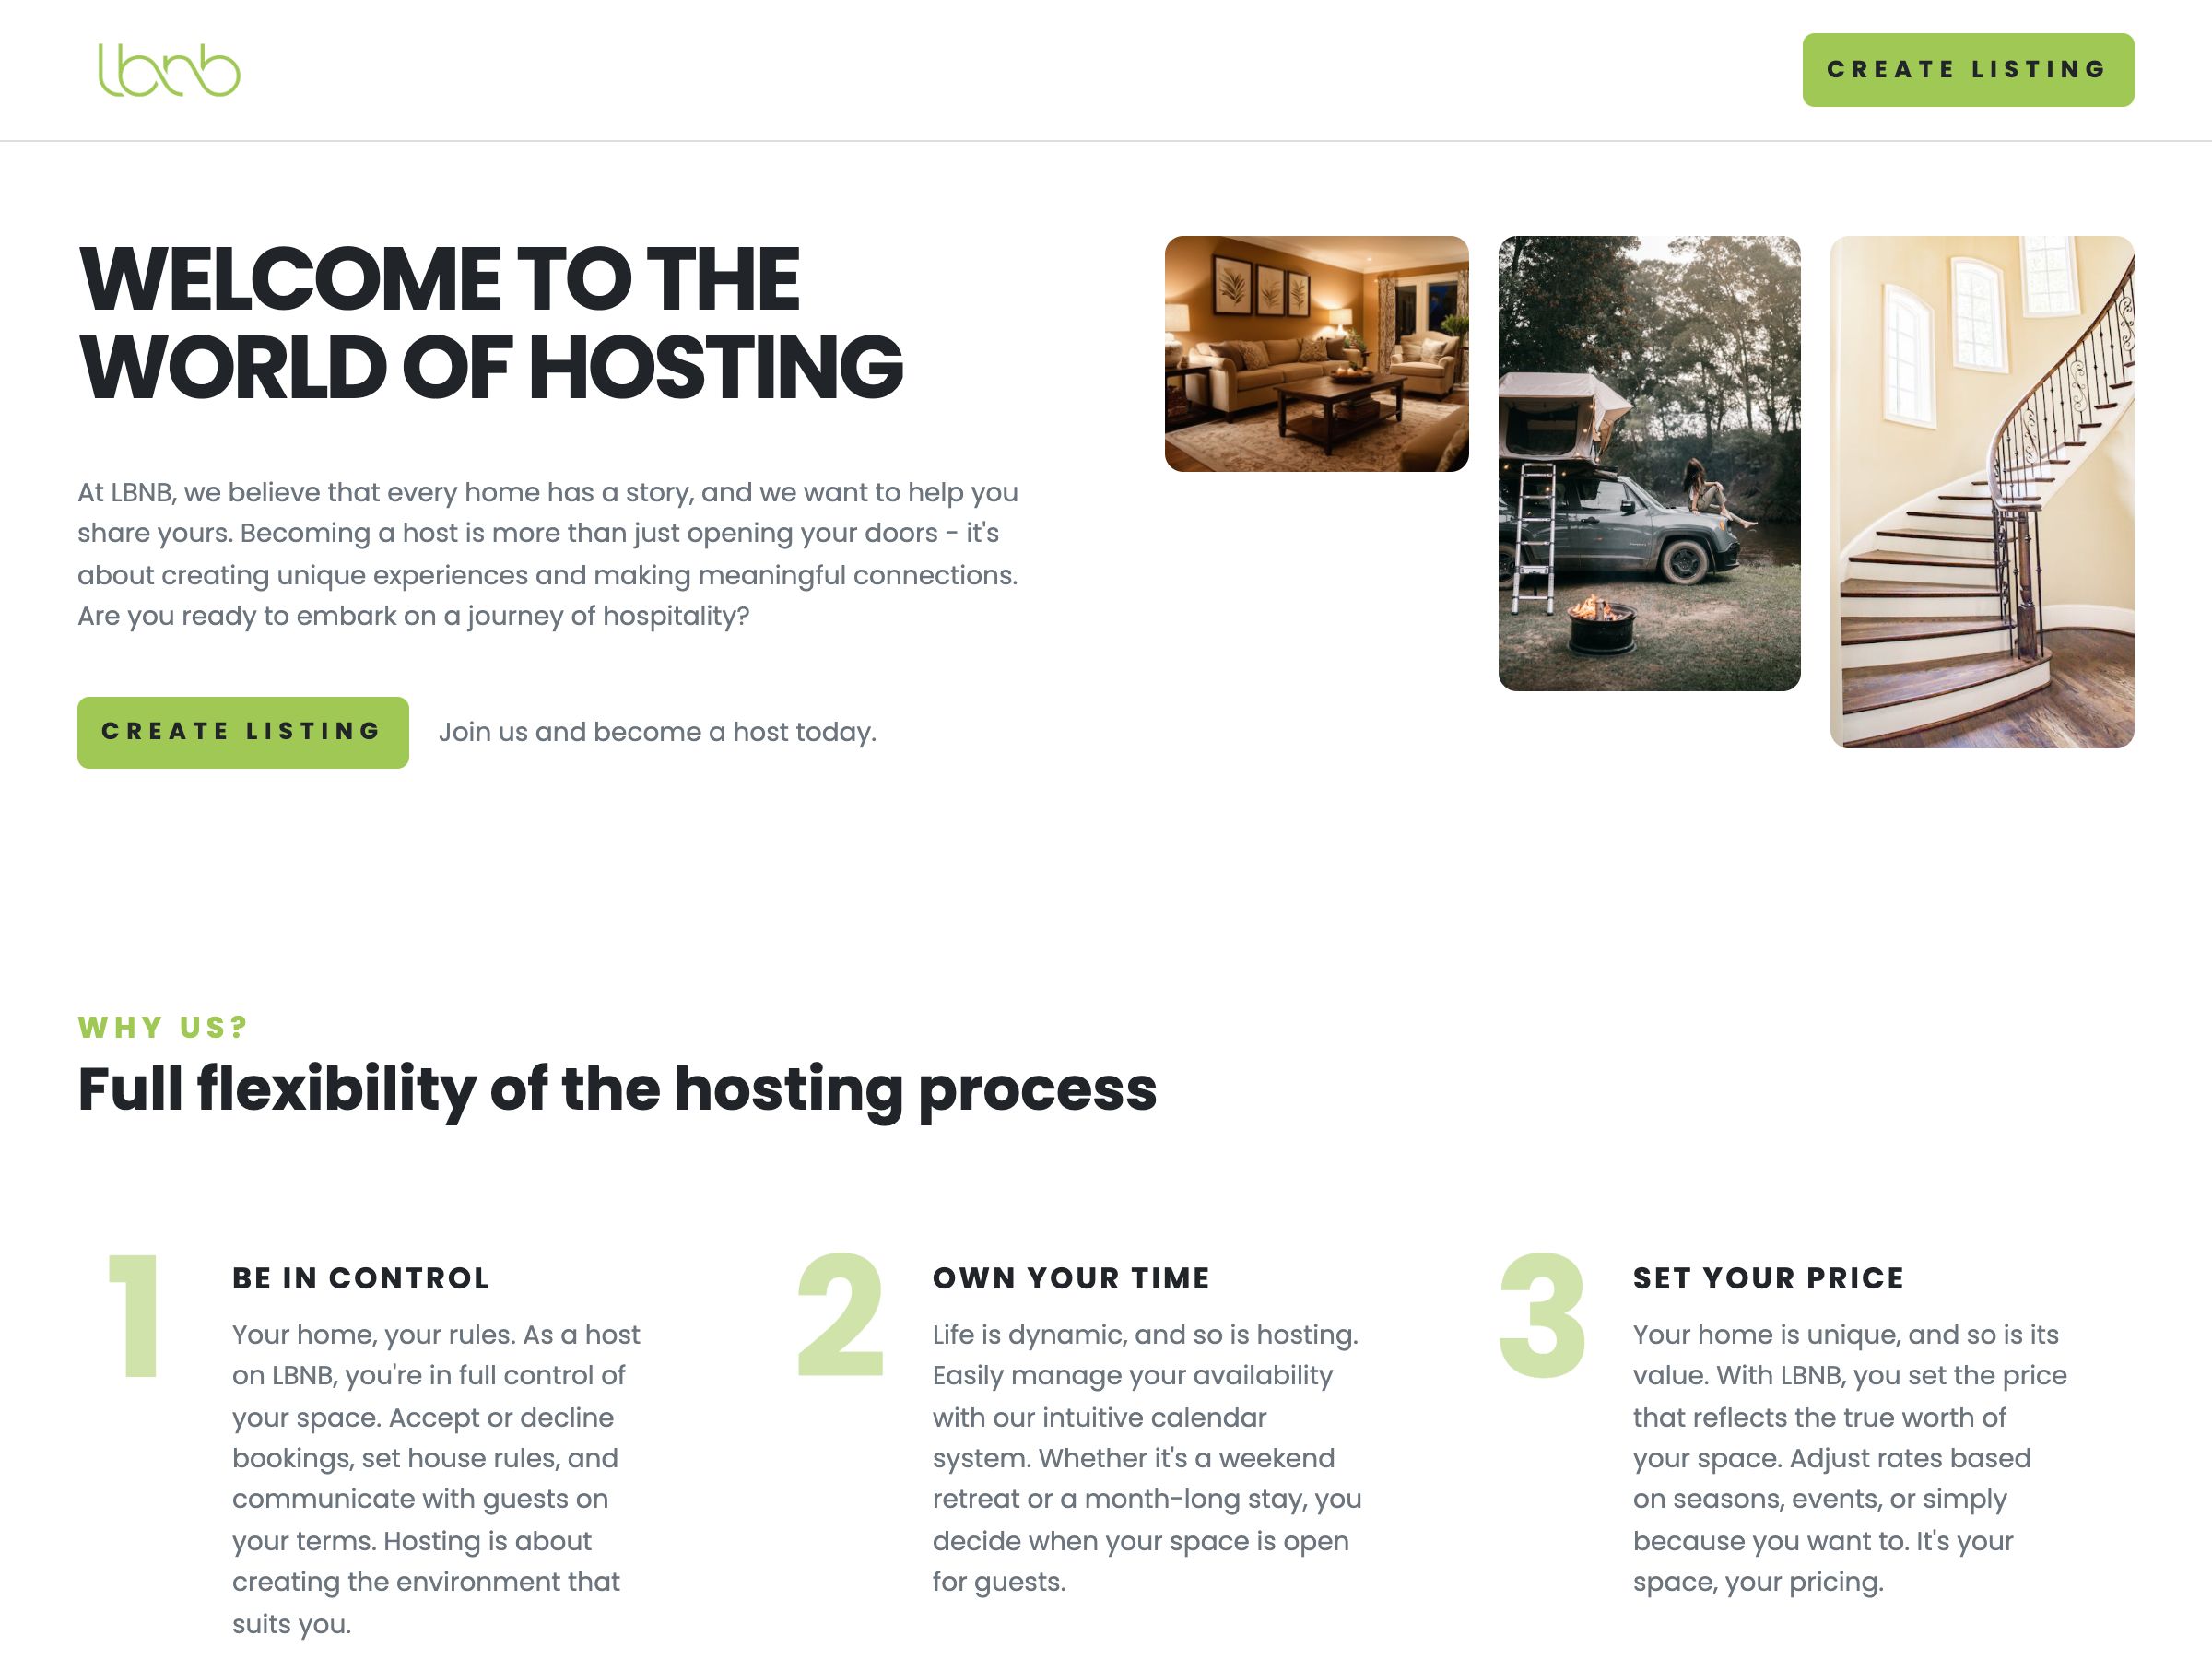 lbnb
CREATE LISTING
WELCOME TO THE
WORLD OF HOSTING
At LBNB, we believe that every home has a story, and we want to help you
share yours. Becoming a host is more than just opening your doors - it's
about creating unique experiences and making meaningful connections.
Are you ready to embark on a journey of hospitality?
CREATE LISTING
Join us and become a host today.
WHY US?
Full flexibility of the hosting process
1
BE IN CONTROL
Your home, your rules. As a host
on LBNB, you're in full control of
your space. Accept or decline
bookings, set house rules, and
communicate with guests on
your terms. Hosting is about
creating the environment that
suits you.
2
OWN YOUR TIME
Life is dynamic, and so is hosting.
Easily manage your availability
with our intuitive calendar
system. Whether it's a weekend
retreat or a month-long stay, you
decide when your space is open
for guests.
3
SET YOUR PRICE
Your home is unique, and so is its
value. With LBNB, you set the price
that reflects the true worth of
your space. Adjust rates based
on seasons, events, or simply
because you want to. It's your
space, your pricing.